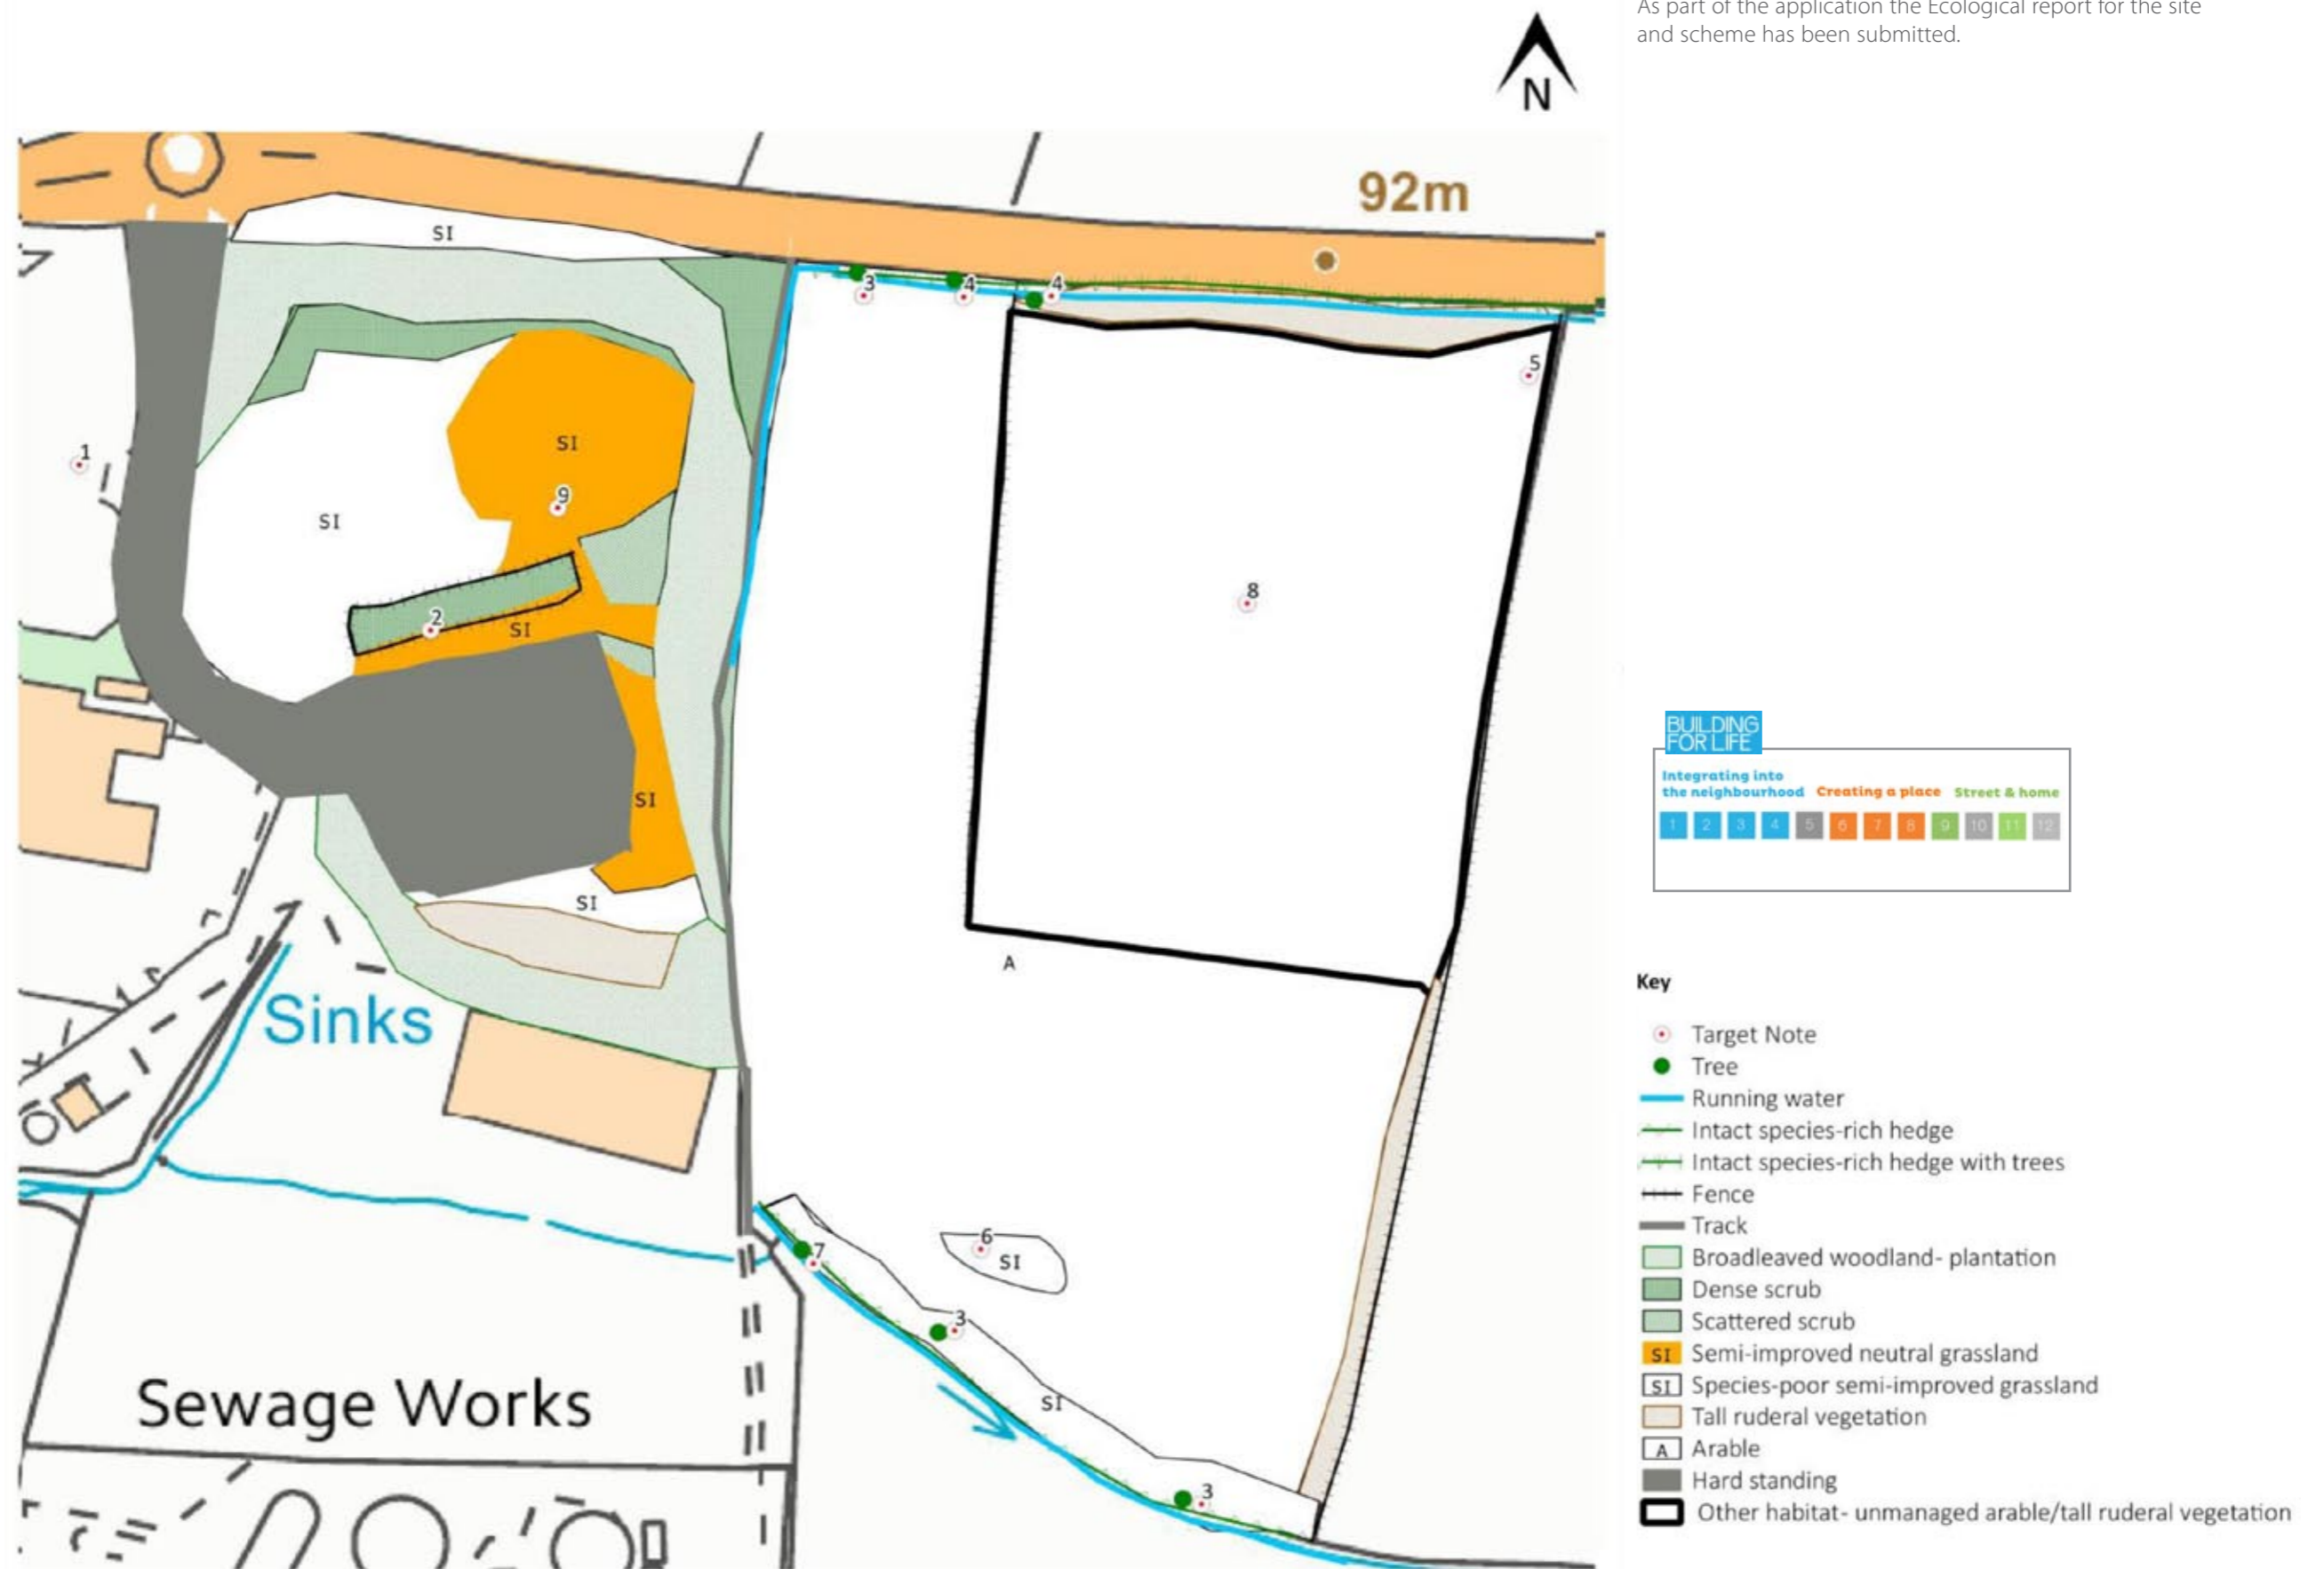 As part of the application the Ecological report for the site
and scheme has been submitted.
N
92m
SI
3
4
4
5
1
SI
9
SI
8
2
SI
SI
SI
A
Sinks
6
SI
7
3
SI
3
Sewage Works
BUILDING
FOR LIFE
Integrating into
the neighbourhood Creating a place Street & home
1 2 3 4 5 6 7 8 9 10 11 12
Key
Target Note
Tree
Running water
Intact species-rich hedge
Intact species-rich hedge with trees
Fence
Track
Broadleaved woodland- plantation
Dense scrub
Scattered scrub
SI Semi-improved neutral grassland
SI Species-poor semi-improved grassland
Tall ruderal vegetation
A Arable
Hard standing
Other habitat- unmanaged arable/tall ruderal vegetation